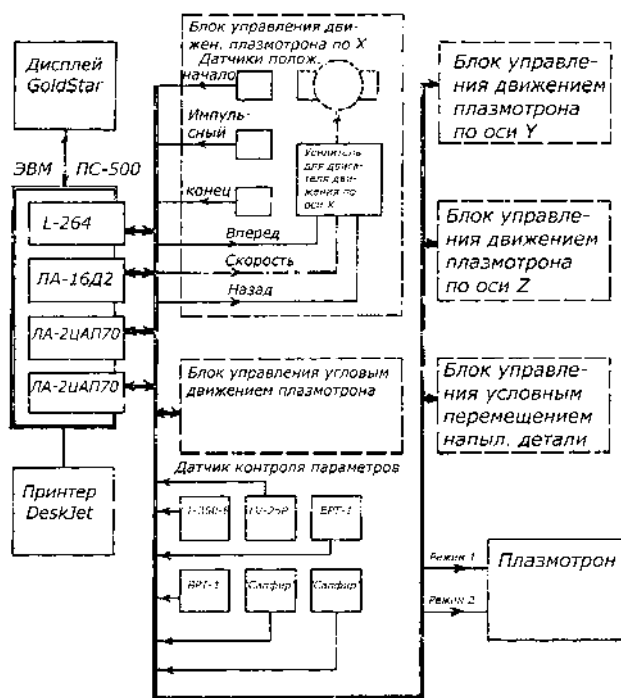 Дисплей
GoldStar
ЭВМ ПС-500
L-264
ЛА-16Д2
ЛА-2ЦАП70
ЛА-2ЦАП70
Принтер
DeskJet
Блок управления дви-
жен. плазмотрона по X
Датчики полож.
начало
Импуль-
сный
конец
Усилитель
для двига-
теля дви-
жения по
оси X
Вперед
Скорость
Назад
Блок управления угловым
движением плазмотрона
Датчик контроля параметров
ВРТ-1
Сапфир
Сапфир
Блок управле-
ния движением
плазмотрона
по оси Y
Блок управле-
ния движением
плазмотрона
по оси Z
Блок управле-
ния условным
перемещением
напыл. детали
Режим 1
Режим 2
Плазмотрон